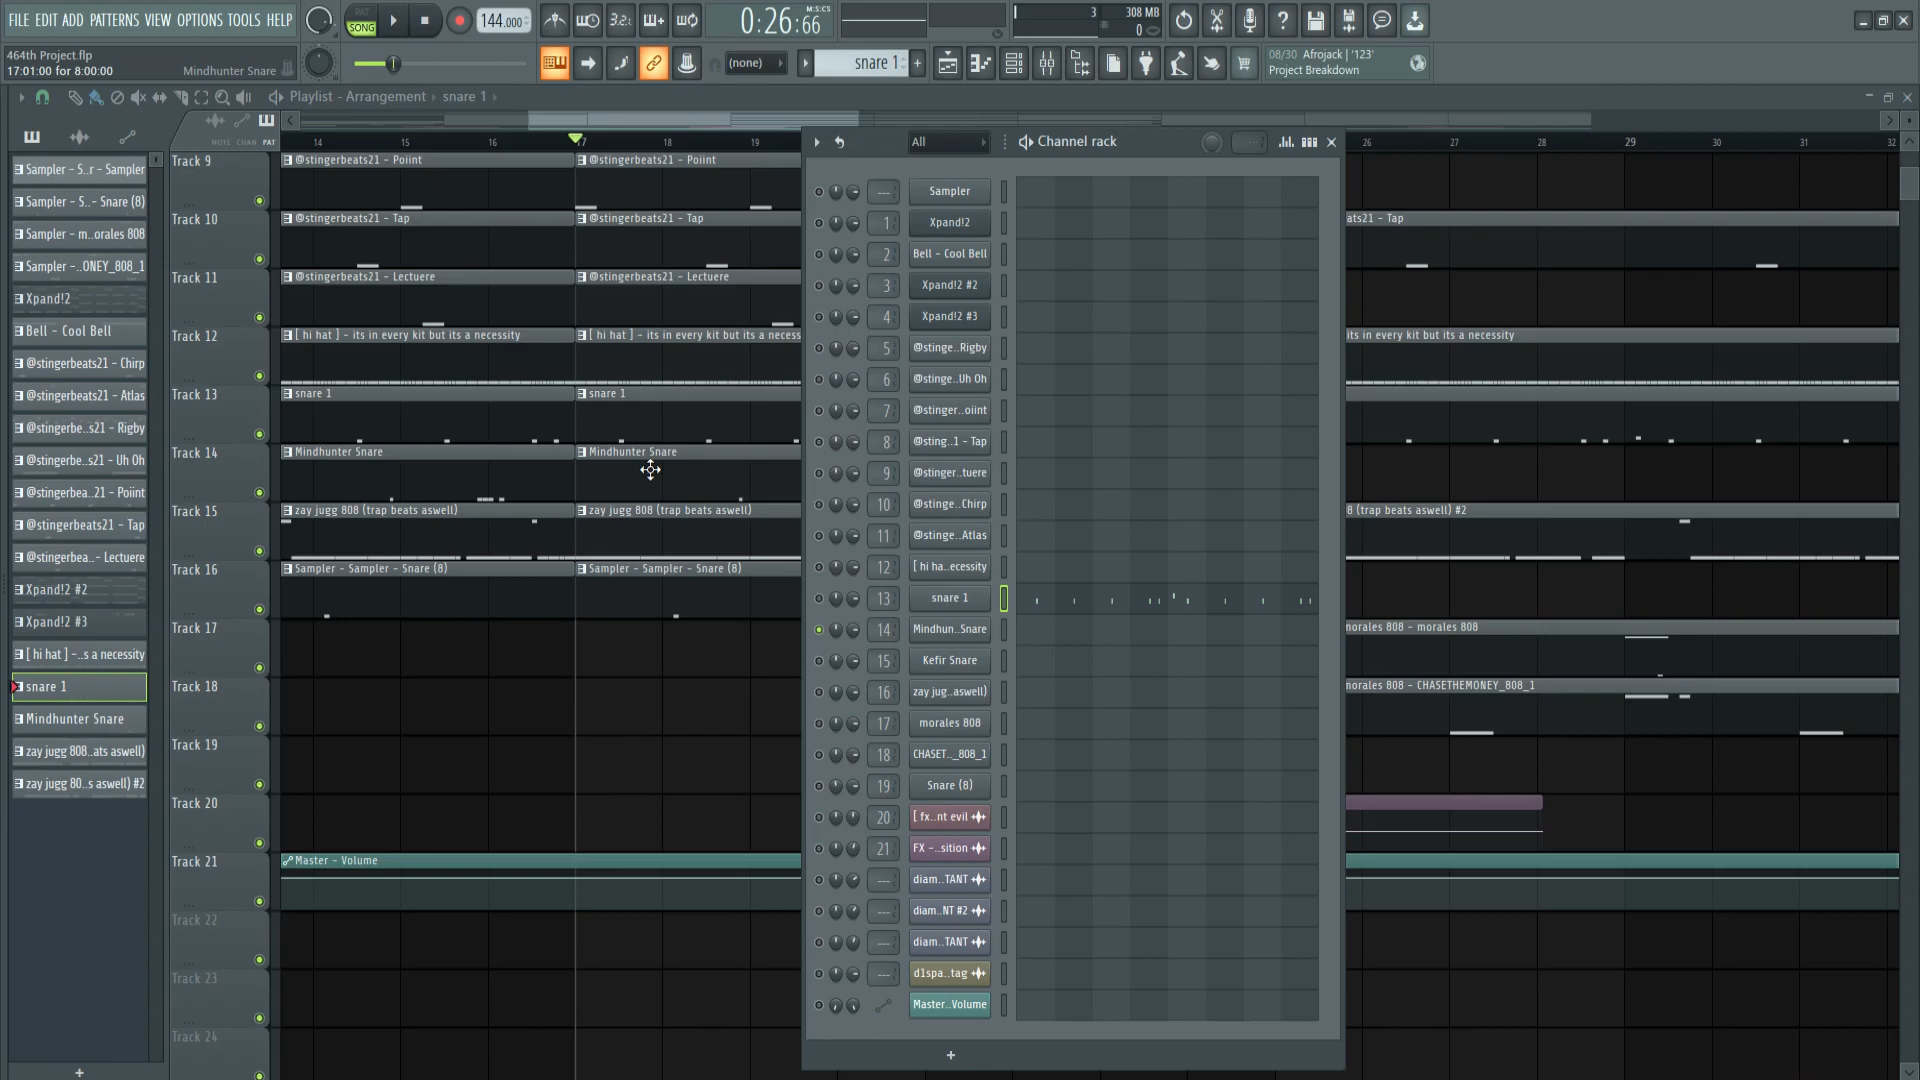 FILE EDIT ADD PATTERNS VIEW OPTIONS TOOLS HELP
PAT
SONG
144.000
3.2.
0:26:66
M:S:CS
3
308 MB
0
464th Project.flp
17:01:00 for 8:00:00
Mindhunter Snare
(none)
snare 1
+
08/30 Afrojack | '123'
Project Breakdown
Playlist - Arrangement
snare 1
NOTE CHAN PAT
14
15
16
17
18
19
26
27
28
29
30
31
32
Sampler - S..r - Sampler
Sampler - S..- Snare (8)
Sampler - m..orales 808
Sampler -..ONEY_808_1
Xpand!2
Bell - Cool Bell
@stingerbeats21 - Chirp
@stingerbeats21 - Atlas
@stingerbe..s21 - Rigby
@stingerbe..s21 - Uh Oh
@stingerbea..21 - Poiint
@stingerbeats21 - Tap
@stingerbea..- Lectuere
Xpand!2 #2
Xpand!2 #3
[ hi hat ] -..s a necessity
snare 1
Mindhunter Snare
zay jugg 808..ats aswell)
zay jugg 80..s aswell) #2
+
Track 9
@stingerbeats21 - Poiint
@stingerbeats21 - Poiint
Track 10
@stingerbeats21 - Tap
@stingerbeats21 - Tap
ats21 - Tap
Track 11
@stingerbeats21 - Lectuere
@stingerbeats21 - Lectuere
Track 12
[ hi hat ] - its in every kit but its a necessity
[ hi hat ] - its in every kit but its a necess
its in every kit but its a necessity
Track 13
snare 1
snare 1
Track 14
Mindhunter Snare
Mindhunter Snare
Track 15
zay jugg 808 (trap beats aswell)
zay jugg 808 (trap beats aswell)
8 (trap beats aswell) #2
Track 16
Sampler - Sampler - Snare (8)
Sampler - Sampler - Snare (8)
Track 17
morales 808 - morales 808
Track 18
morales 808 - CHASETHEMONEY_808_1
Track 19
Track 20
Track 21
Master - Volume
Track 22
Track 23
Track 24
All
Channel rack
--- Sampler
1 Xpand!2
2 Bell - Cool Bell
3 Xpand!2 #2
4 Xpand!2 #3
5 @stinge..Rigby
6 @stinge..Uh Oh
7 @stinger..oiint
8 @sting..1 - Tap
9 @stinger..tuere
10 @stinge..Chirp
11 @stinge..Atlas
12 [ hi ha..ecessity
13 snare 1
14 Mindhun..Snare
15 Kefir Snare
16 zay jug..aswell)
17 morales 808
18 CHASET.._808_1
19 Snare (8)
20 [ fx..nt evil
21 FX -..sition
--- diam..TANT
--- diam..NT #2
--- diam..TANT
--- d1spa..tag
Master..Volume
+